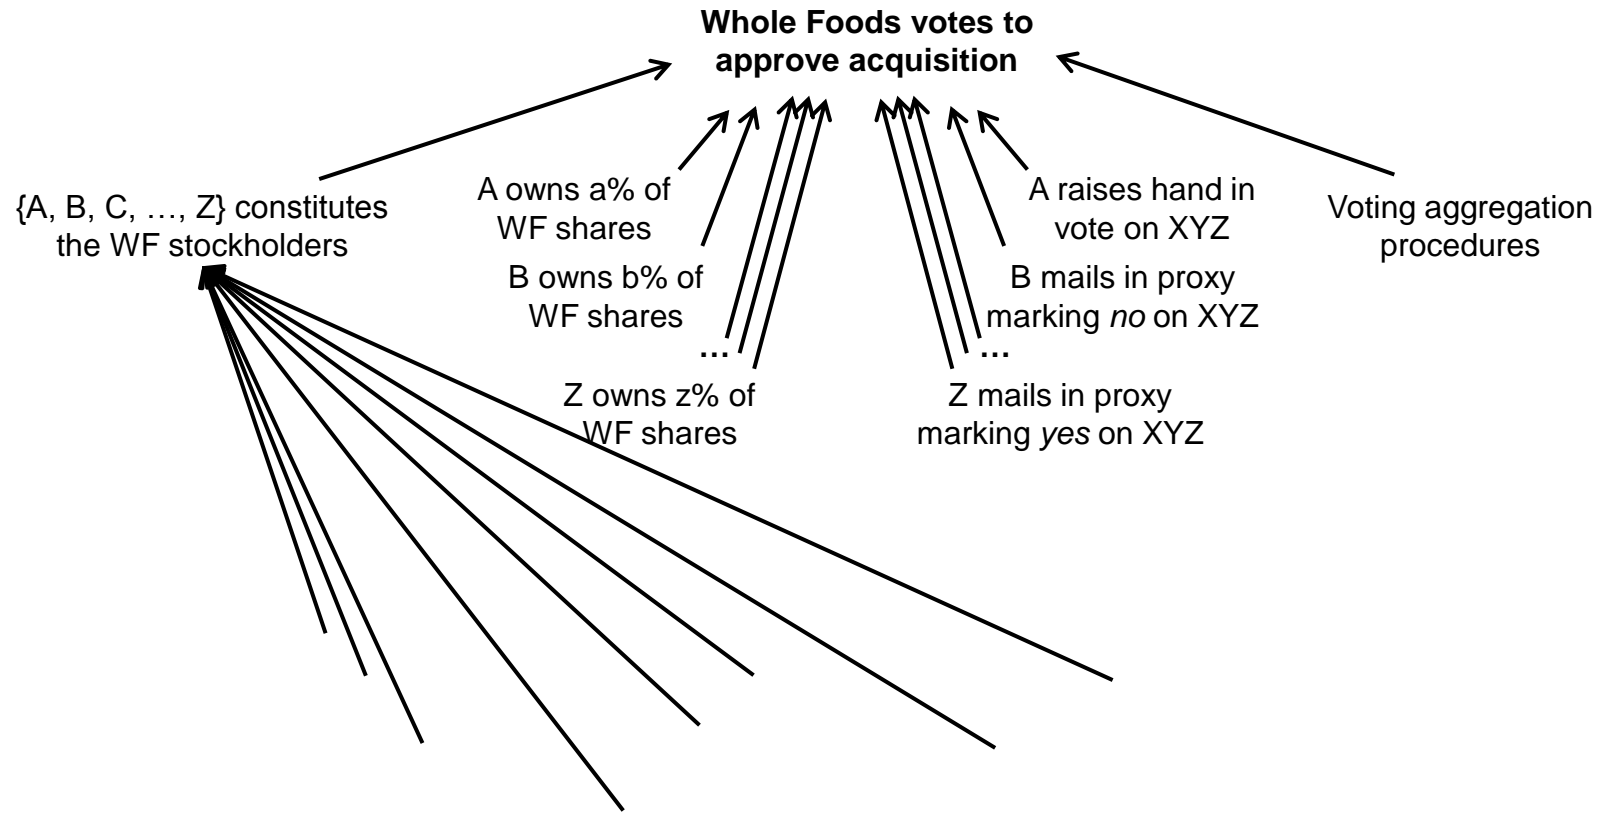 Whole Foods votes to
approve acquisition
{A, B, C, …, Z} constitutes
the WF stockholders
A owns a% of
WF shares
B owns b% of
WF shares
…
Z owns z% of
WF shares
A raises hand in
vote on XYZ
B mails in proxy
marking no on XYZ
…
Z mails in proxy
marking yes on XYZ
Voting aggregation
procedures